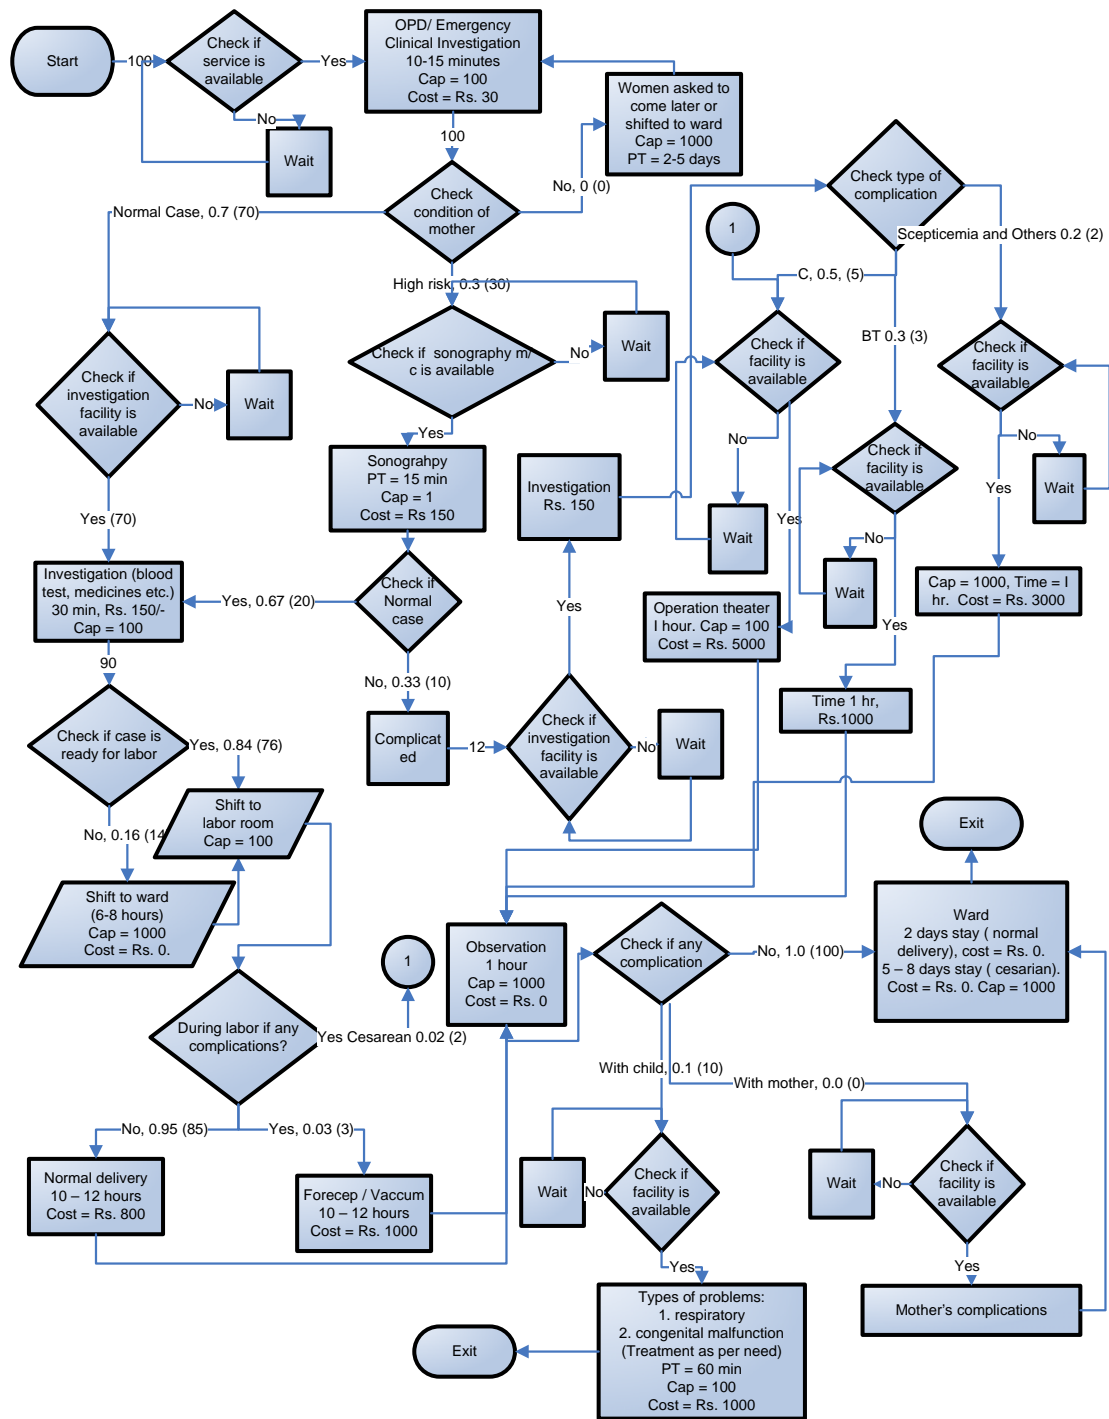 Start
100
Check if
service is
available
Yes
No
Wait
OPD/ Emergency
Clinical Investigation
10-15 minutes
Cap = 100
Cost = Rs. 30
100
Women asked to
come later or
shifted to ward
Cap = 1000
PT = 2-5 days
No, 0 (0)
Check
condition of
mother
Normal Case, 0.7 (70)
High risk, 0.3 (30)
Check type of
complication
Scepticemia and Others 0.2 (2)
1
C, 0.5, (5)
BT 0.3 (3)
Check if sonography m/
c is available
No
Wait
Yes
Check if
investigation
facility is
available
No
Wait
Yes (70)
Check if
facility is
available
No
Wait
Yes
Check if
facility is
available
No
Wait
Yes
Check if
facility is
available
No
Wait
Yes
Sonograhpy
PT = 15 min
Cap = 1
Cost = Rs 150
Investigation
Rs. 150
Yes
Investigation (blood
test, medicines etc.)
30 min, Rs. 150/-
Cap = 100
Yes, 0.67 (20)
Check if
Normal
case
Operation theater
I hour. Cap = 100
Cost = Rs. 5000
Cap = 1000, Time = I
hr. Cost = Rs. 3000
90
No, 0.33 (10)
Time 1 hr,
Rs.1000
Check if case is
ready for labor
Yes, 0.84 (76)
Complicat
ed
12
Check if
investigation
facility is
available
No
Wait
No, 0.16 (14
Shift to
labor room
Cap = 100
Exit
Shift to ward
(6-8 hours)
Cap = 1000
Cost = Rs. 0.
1
Observation
1 hour
Cap = 1000
Cost = Rs. 0
Check if any
complication
No, 1.0 (100)
Ward
2 days stay ( normal
delivery), cost = Rs. 0.
5 – 8 days stay ( cesarian).
Cost = Rs. 0. Cap = 1000
During labor if any
complications?
Yes Cesarean 0.02 (2)
With child, 0.1 (10)
With mother, 0.0 (0)
No, 0.95 (85)
Yes, 0.03 (3)
Normal delivery
10 – 12 hours
Cost = Rs. 800
Forecep / Vaccum
10 – 12 hours
Cost = Rs. 1000
Wait
No
Check if
facility is
available
Yes
Wait
No
Check if
facility is
available
Yes
Types of problems:
1. respiratory
2. congenital malfunction
(Treatment as per need)
PT = 60 min
Cap = 100
Cost = Rs. 1000
Mother's complications
Exit